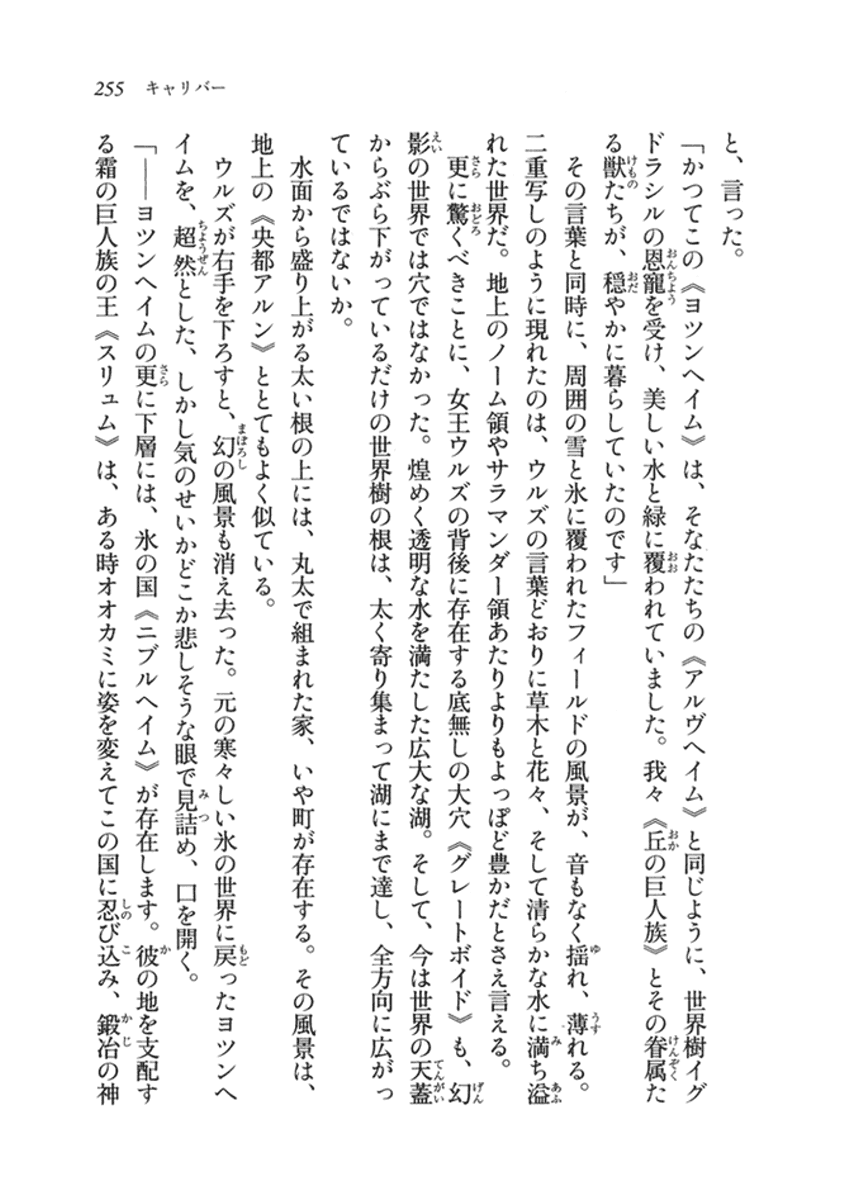 255 キャリバー
と、言った。
「かつてこの《ヨツンヘイム》は、そなたたちの《アルヴヘイム》と同じように、世界樹イグ
ドラシルの恩寵を受け、美しい水と緑に覆われていました。我々《丘の巨人族》とその眷属た
る獣たちが、穏やかに暮らしていたのです」
その言葉と同時に、周囲の雪と氷に覆われたフィールドの風景が、音もなく揺れ、薄れる。
二重写しのように現れたのは、ウルズの言葉どおりに草木と花々、そして清らかな水に満ち溢
れた世界だ。地上のノーム領やサラマンダー領あたりよりもよっぽど豊かだとさえ言える。
更に驚くべきことに、女王ウルズの背後に存在する底無しの大穴《グレートボイド》も、幻
影の世界では穴ではなかった。煌めく透明な水を満たした広大な湖。そして、今は世界の天蓋
からぶら下がっているだけの世界樹の根は、太く寄り集まって湖にまで達し、全方向に広がっ
ているではないか。
水面から盛り上がる太い根の上には、丸太で組まれた家、いや町が存在する。その風景は、
地上の《央都アルン》ととてもよく似ている。
ウルズが右手を下ろすと、幻の風景も消え去った。元の寒々しい氷の世界に戻ったヨツンヘ
イムを、超然とした、しかし気のせいかどこか悲しそうな眼で見詰め、口を開く。
「――ヨツンヘイムの更に下層には、氷の国《ニブルヘイム》が存在します。彼の地を支配す
る霜の巨人族の王《スリュム》は、ある時オオカミに姿を変えてこの国に忍び込み、鍛冶の神